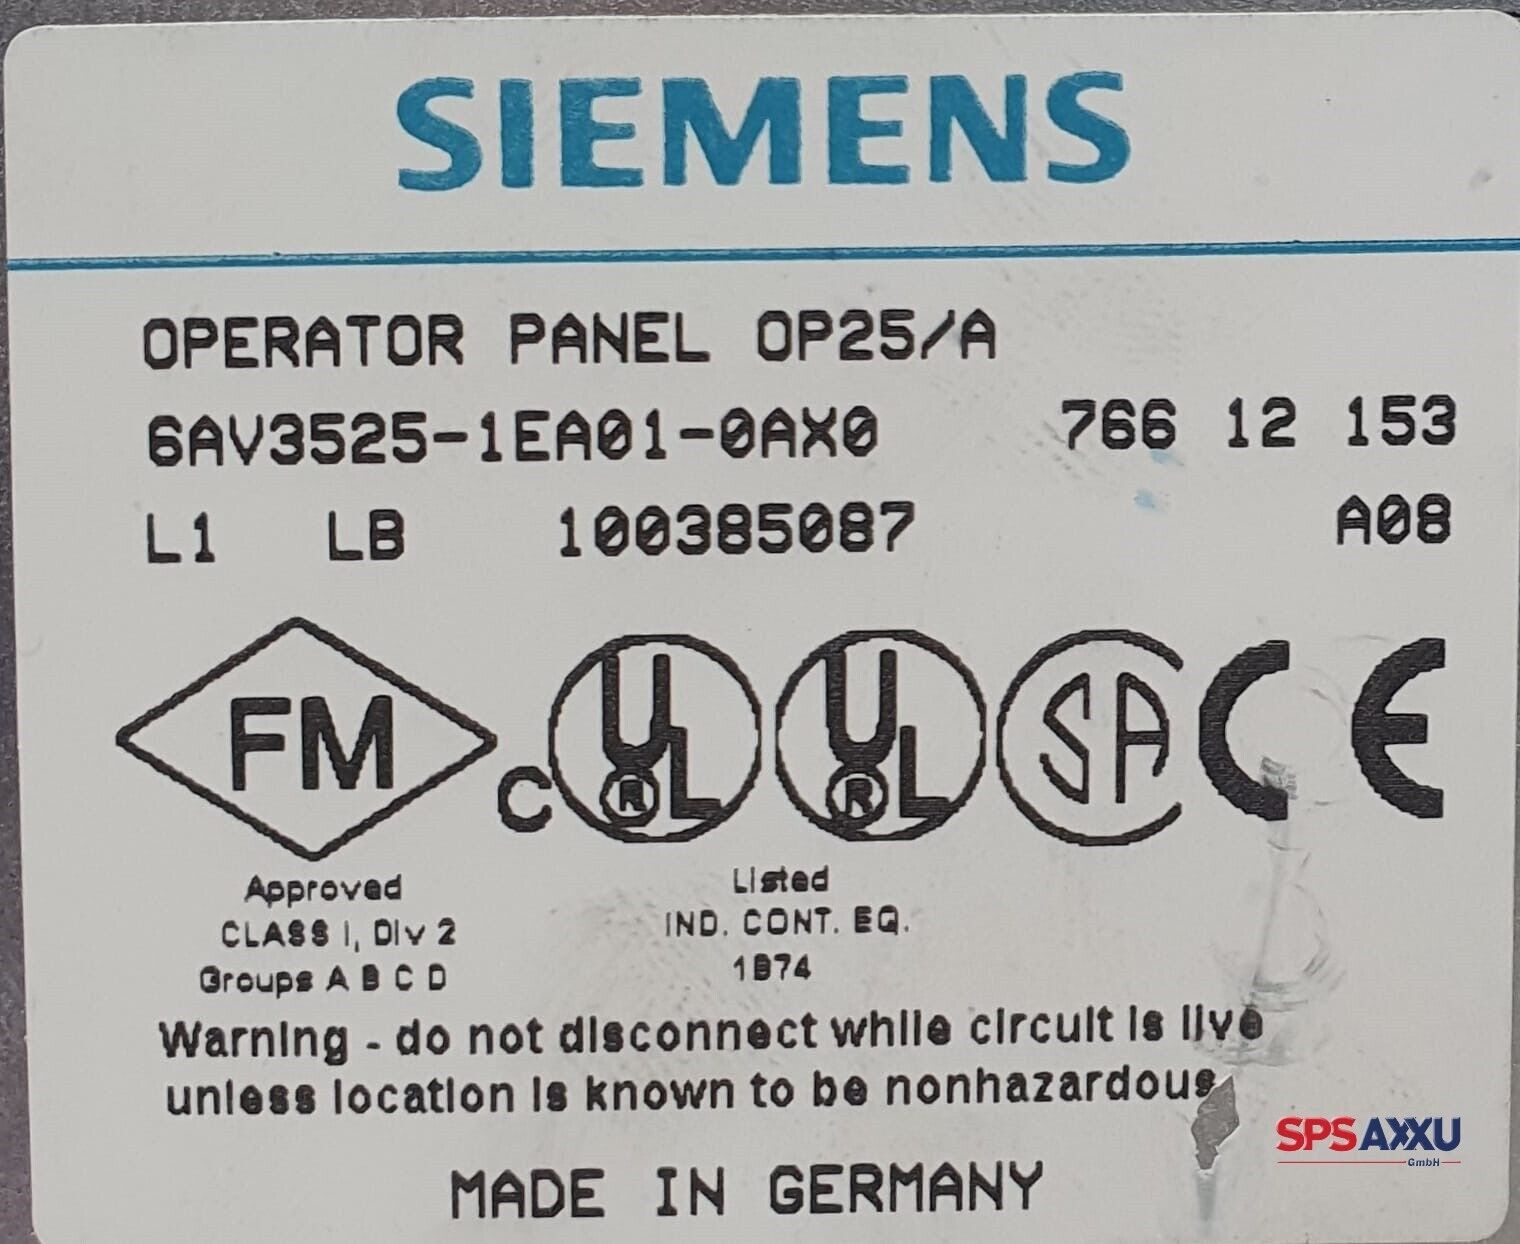 SIEMENS
OPERATOR PANEL OP25/A
6AV3525-1EA01-0AX0 766 12 153
L1 LB 100385087 A08
FM C UL ® UL ® SA CE
Approved
CLASS I, Div 2
Groups A B C D
Listed
IND. CONT. EQ.
1B74
Warning - do not disconnect while circuit is live
unless location is known to be nonhazardous
MADE IN GERMANY
SPSAXXU
GmbH